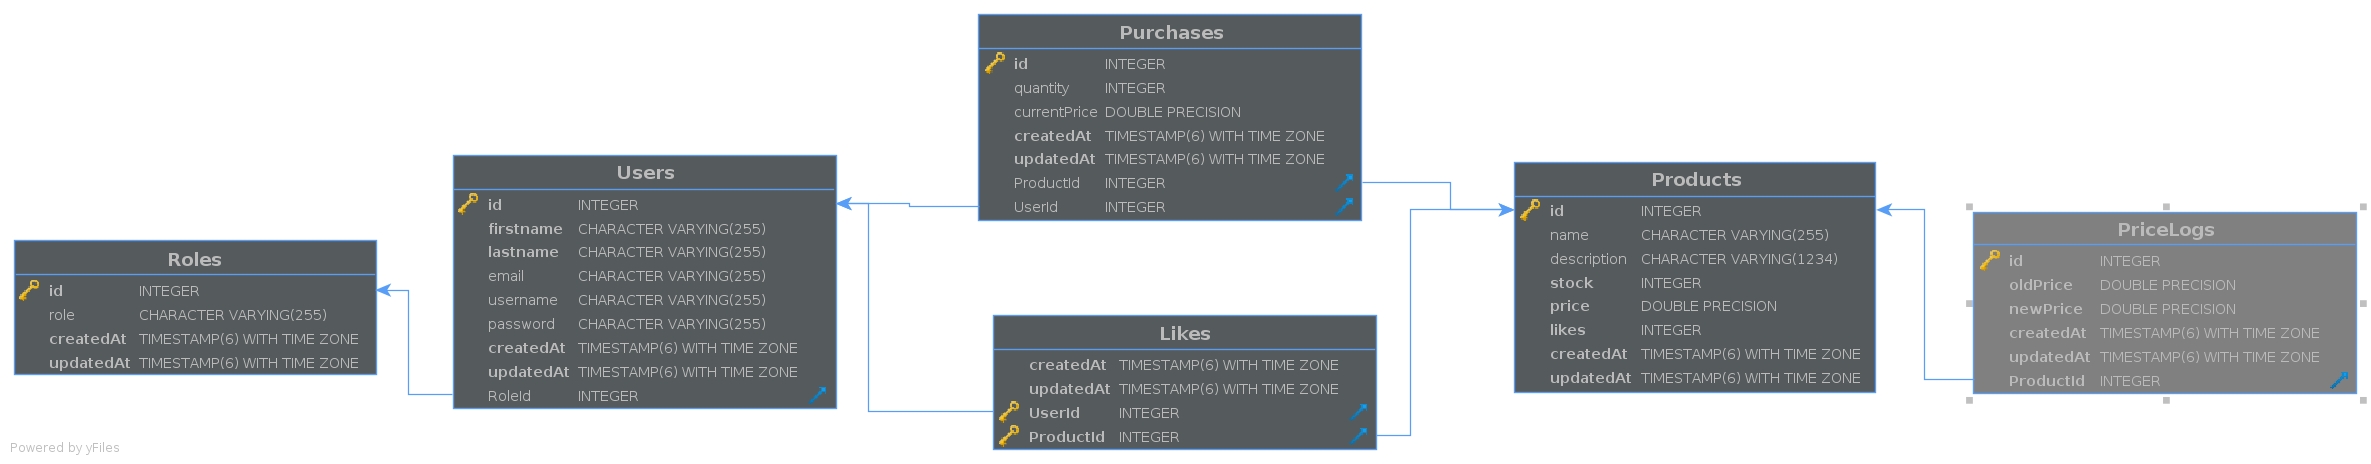 Roles
id INTEGER
role CHARACTER VARYING(255)
createdAt TIMESTAMP(6) WITH TIME ZONE
updatedAt TIMESTAMP(6) WITH TIME ZONE
Users
id INTEGER
firstname CHARACTER VARYING(255)
lastname CHARACTER VARYING(255)
email CHARACTER VARYING(255)
username CHARACTER VARYING(255)
password CHARACTER VARYING(255)
createdAt TIMESTAMP(6) WITH TIME ZONE
updatedAt TIMESTAMP(6) WITH TIME ZONE
RoleId INTEGER
Purchases
id INTEGER
quantity INTEGER
currentPrice DOUBLE PRECISION
createdAt TIMESTAMP(6) WITH TIME ZONE
updatedAt TIMESTAMP(6) WITH TIME ZONE
ProductId INTEGER
UserId INTEGER
Likes
createdAt TIMESTAMP(6) WITH TIME ZONE
updatedAt TIMESTAMP(6) WITH TIME ZONE
UserId INTEGER
ProductId INTEGER
Products
id INTEGER
name CHARACTER VARYING(255)
description CHARACTER VARYING(1234)
stock INTEGER
price DOUBLE PRECISION
likes INTEGER
createdAt TIMESTAMP(6) WITH TIME ZONE
updatedAt TIMESTAMP(6) WITH TIME ZONE
PriceLogs
id INTEGER
oldPrice DOUBLE PRECISION
newPrice DOUBLE PRECISION
createdAt TIMESTAMP(6) WITH TIME ZONE
updatedAt TIMESTAMP(6) WITH TIME ZONE
ProductId INTEGER
Powered by yFiles